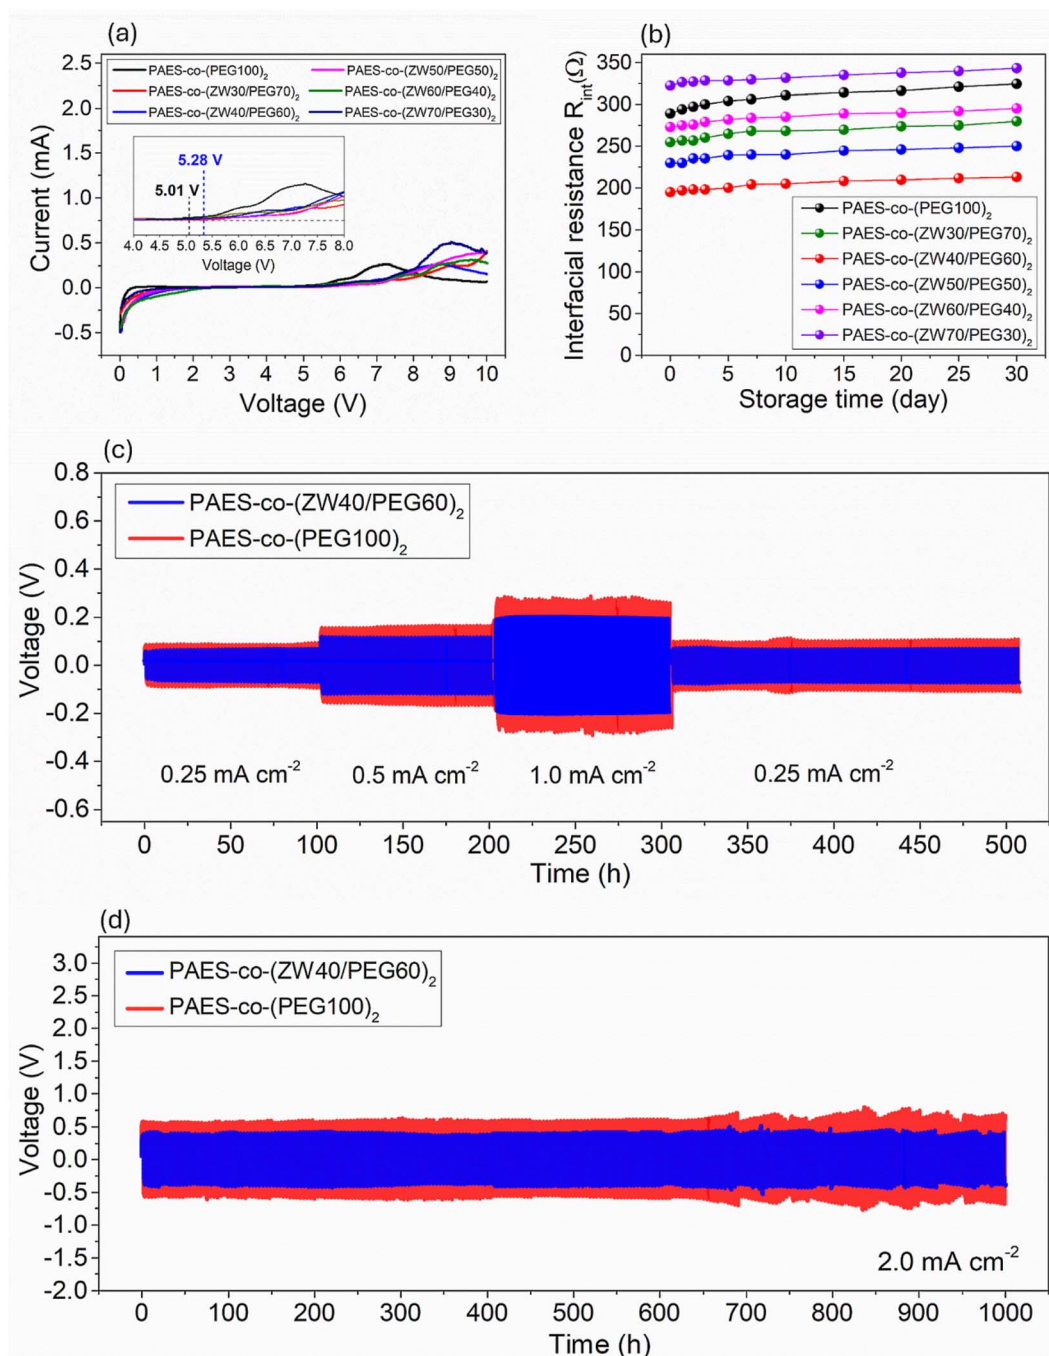 (a)
2.5
2.0
1.5
1.0
0.5
0.0
-0.5
Current (mA)
PAES-co-(PEG100)₂ PAES-co-(ZW50/PEG50)₂
PAES-co-(ZW30/PEG70)₂ PAES-co-(ZW60/PEG40)₂
PAES-co-(ZW40/PEG60)₂ PAES-co-(ZW70/PEG30)₂
5.28 V
5.01 V
4.0 4.5 5.0 5.5 6.0 6.5 7.0 7.5 8.0
Voltage (V)
0 1 2 3 4 5 6 7 8 9 10
Voltage (V)
(b)
350
300
250
200
150
100
50
0
Interfacial resistance R_int(Ω)
PAES-co-(PEG100)₂
PAES-co-(ZW30/PEG70)₂
PAES-co-(ZW40/PEG60)₂
PAES-co-(ZW50/PEG50)₂
PAES-co-(ZW60/PEG40)₂
PAES-co-(ZW70/PEG30)₂
0 5 10 15 20 25 30
Storage time (day)
(c)
0.8
0.6
0.4
0.2
0.0
-0.2
-0.4
-0.6
Voltage (V)
PAES-co-(ZW40/PEG60)₂
PAES-co-(PEG100)₂
0.25 mA cm⁻² 0.5 mA cm⁻² 1.0 mA cm⁻² 0.25 mA cm⁻²
0 50 100 150 200 250 300 350 400 450 500
Time (h)
(d)
3.0
2.5
2.0
1.5
1.0
0.5
0.0
-0.5
-1.0
-1.5
-2.0
Voltage (V)
PAES-co-(ZW40/PEG60)₂
PAES-co-(PEG100)₂
2.0 mA cm⁻²
0 100 200 300 400 500 600 700 800 900 1000
Time (h)